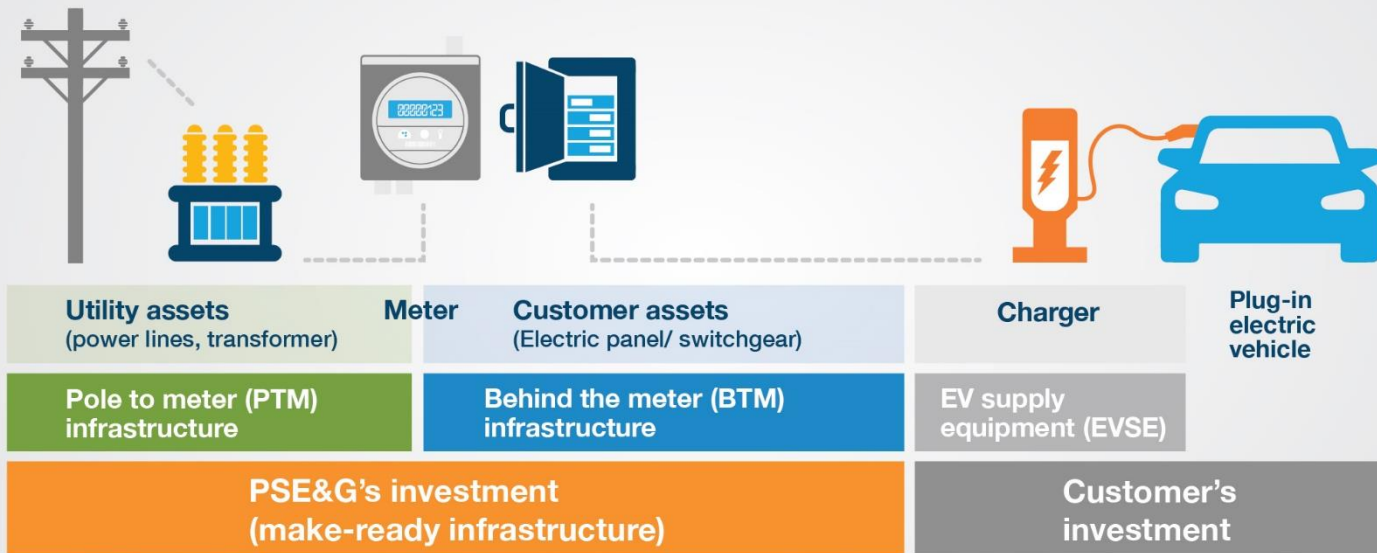 00000123
Utility assets
(power lines, transformer)
Meter
Customer assets
(Electric panel/ switchgear)
Charger
Plug-in
electric
vehicle
Pole to meter (PTM)
infrastructure
Behind the meter (BTM)
infrastructure
EV supply
equipment (EVSE)
PSE&G's investment
(make-ready infrastructure)
Customer's
investment